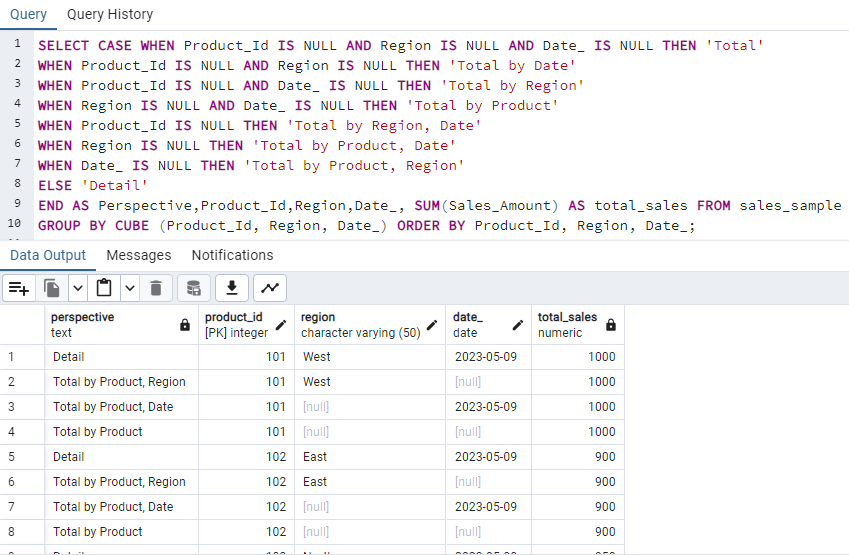 Query Query History
1 SELECT CASE WHEN Product_Id IS NULL AND Region IS NULL AND Date_ IS NULL THEN 'Total'
2 WHEN Product_Id IS NULL AND Region IS NULL THEN 'Total by Date'
3 WHEN Product_Id IS NULL AND Date_ IS NULL THEN 'Total by Region'
4 WHEN Region IS NULL AND Date_ IS NULL THEN 'Total by Product'
5 WHEN Product_Id IS NULL THEN 'Total by Region, Date'
6 WHEN Region IS NULL THEN 'Total by Product, Date'
7 WHEN Date_ IS NULL THEN 'Total by Product, Region'
8 ELSE 'Detail'
9 END AS Perspective,Product_Id,Region,Date_, SUM(Sales_Amount) AS total_sales FROM sales_sample
10 GROUP BY CUBE (Product_Id, Region, Date_) ORDER BY Product_Id, Region, Date_;
Data Output Messages Notifications
perspective product_id region date_ total_sales
text [PK] integer character varying (50) date numeric
1 Detail 101 West 2023-05-09 1000
2 Total by Product, Region 101 West [null] 1000
3 Total by Product, Date 101 [null] 2023-05-09 1000
4 Total by Product 101 [null] [null] 1000
5 Detail 102 East 2023-05-09 900
6 Total by Product, Region 102 East [null] 900
7 Total by Product, Date 102 [null] 2023-05-09 900
8 Total by Product 102 [null] [null] 900